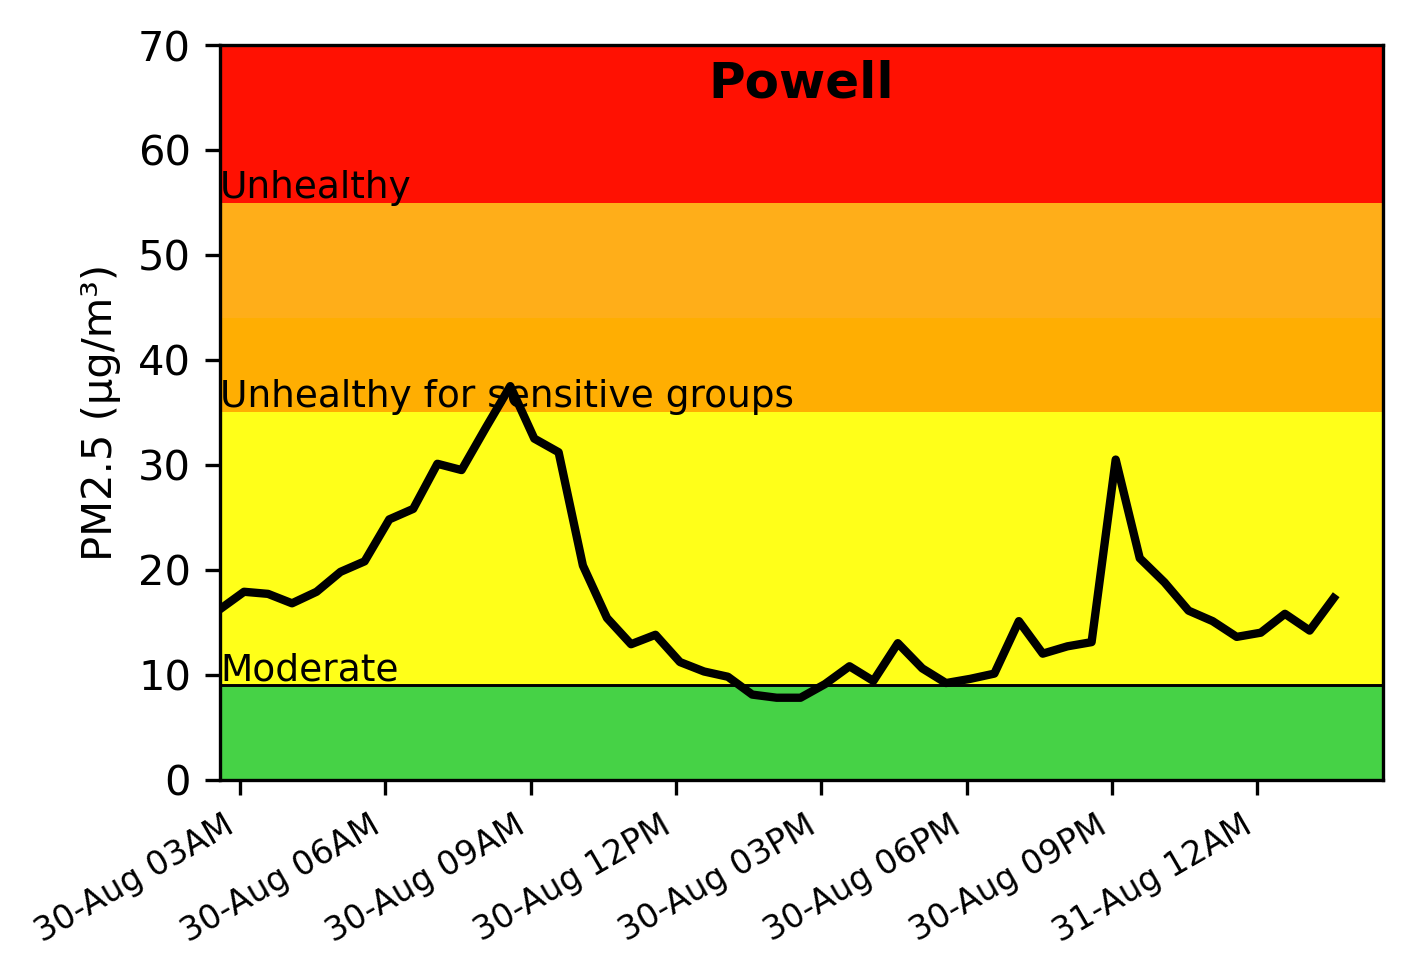 Powell
PM2.5 (µg/m³)
70
60
50
40
30
20
10
0
Unhealthy
Unhealthy for sensitive groups
Moderate
30-Aug 03AM
30-Aug 06AM
30-Aug 09AM
30-Aug 12PM
30-Aug 03PM
30-Aug 06PM
30-Aug 09PM
31-Aug 12AM